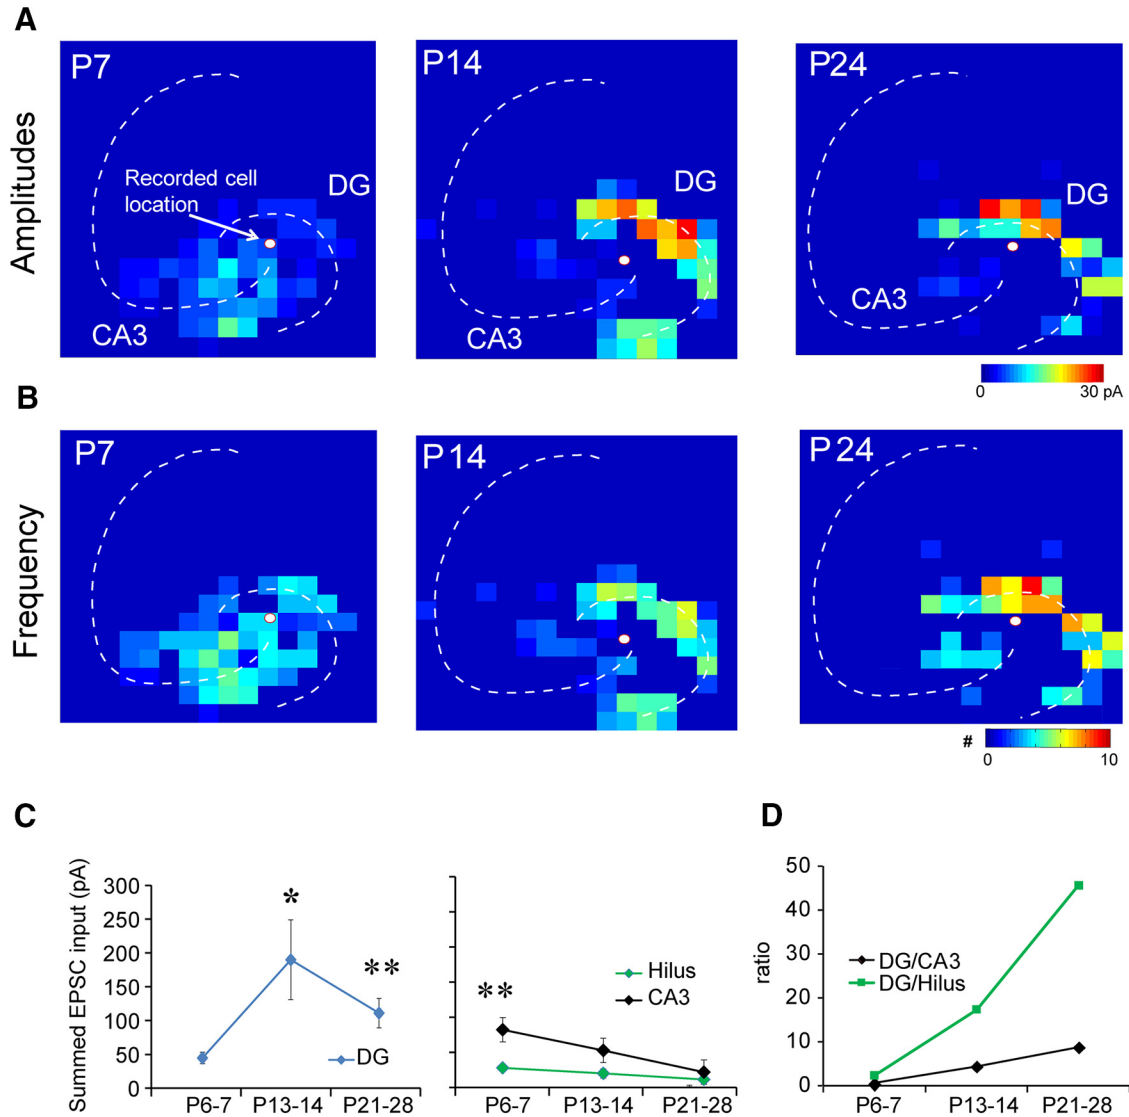 A
Amplitudes
P7
DG
Recorded cell
location
CA3
P14
DG
CA3
P24
DG
CA3
0 30 pA
B
Frequency
P7
P14
P24
#
0 10
C
Summed EPSC input (pA)
300
250
200
150
100
50
0
*
**
DG
P6-7 P13-14 P21-28
**
Hilus
CA3
P6-7 P13-14 P21-28
D
ratio
50
40
30
20
10
0
DG/CA3
DG/Hilus
P6-7 P13-14 P21-28